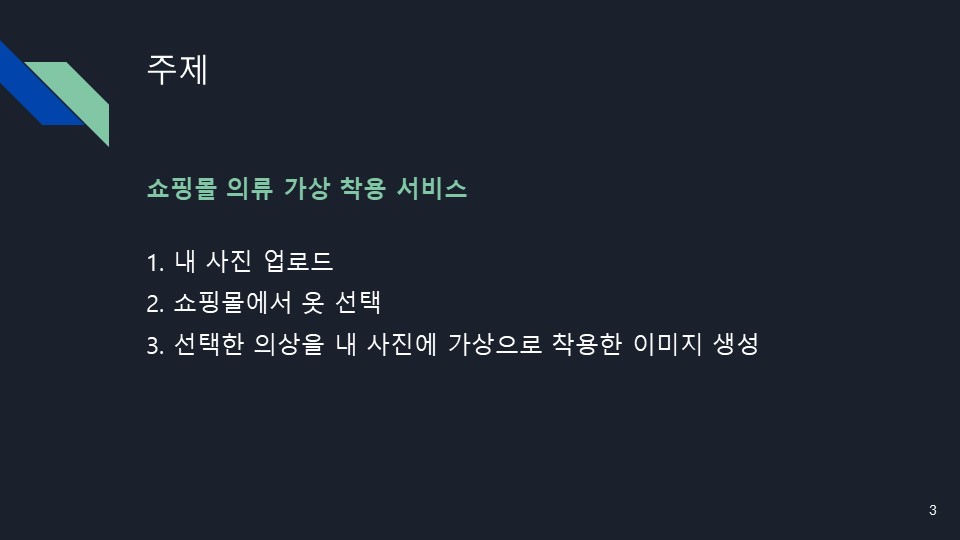 주제
쇼핑몰 의류 가상 착용 서비스
1. 내 사진 업로드
2. 쇼핑몰에서 옷 선택
3. 선택한 의상을 내 사진에 가상으로 착용한 이미지 생성
3